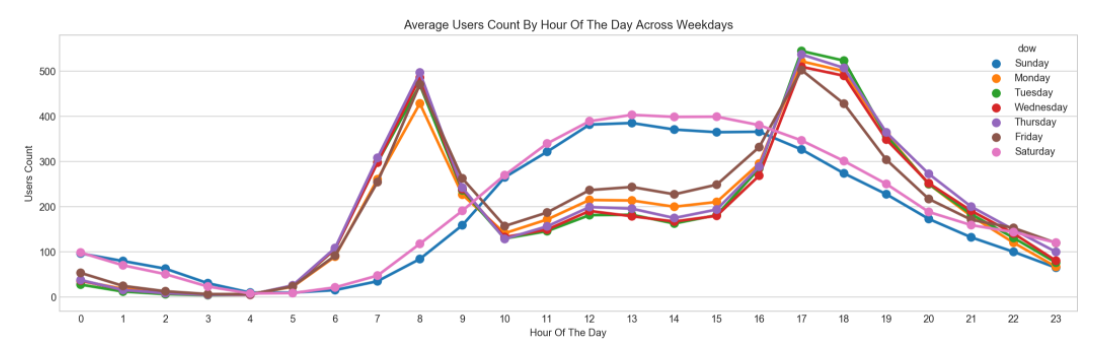 Average Users Count By Hour Of The Day Across Weekdays
Users Count
500
400
300
200
100
0
dow
Sunday
Monday
Tuesday
Wednesday
Thursday
Friday
Saturday
0 1 2 3 4 5 6 7 8 9 10 11 12 13 14 15 16 17 18 19 20 21 22 23
Hour Of The Day